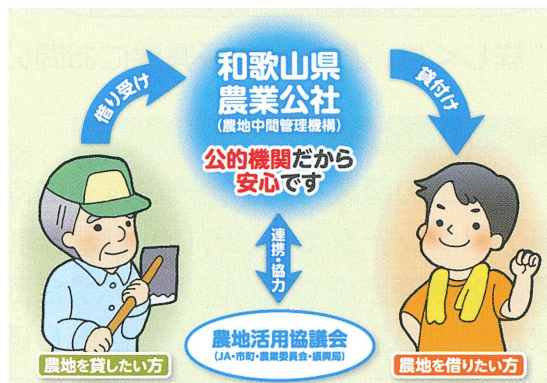 和歌山県
農業公社
(農地中間管理機構)
公的機関だから
安心です
借り受け
貸付け
連携・協力
農地活用協議会
(JA・市町・農業委員会・振興局)
農地を貸したい方
農地を借りたい方